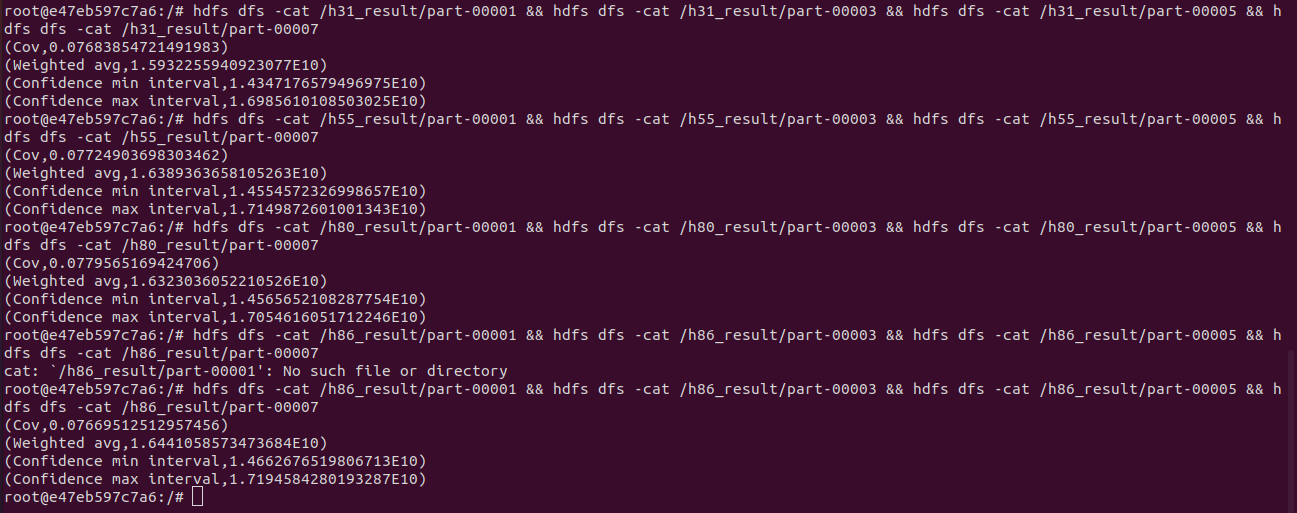 root@e47eb597c7a6:/# hdfs dfs -cat /h31_result/part-00001 && hdfs dfs -cat /h31_result/part-00003 && hdfs dfs -cat /h31_result/part-00005 && h
dfs dfs -cat /h31_result/part-00007
(Cov,0.07683854721491983)
(Weighted avg,1.5932255940923077E10)
(Confidence min interval,1.4347176579496975E10)
(Confidence max interval,1.6985610108503025E10)
root@e47eb597c7a6:/# hdfs dfs -cat /h55_result/part-00001 && hdfs dfs -cat /h55_result/part-00003 && hdfs dfs -cat /h55_result/part-00005 && h
dfs dfs -cat /h55_result/part-00007
(Cov,0.07724903698303462)
(Weighted avg,1.6389363658105263E10)
(Confidence min interval,1.4554572326998657E10)
(Confidence max interval,1.7149872601001343E10)
root@e47eb597c7a6:/# hdfs dfs -cat /h80_result/part-00001 && hdfs dfs -cat /h80_result/part-00003 && hdfs dfs -cat /h80_result/part-00005 && h
dfs dfs -cat /h80_result/part-00007
(Cov,0.0779565169424706)
(Weighted avg,1.6323036052210526E10)
(Confidence min interval,1.4565652108287754E10)
(Confidence max interval,1.7054616051712246E10)
root@e47eb597c7a6:/# hdfs dfs -cat /h86_result/part-00001 && hdfs dfs -cat /h86_result/part-00003 && hdfs dfs -cat /h86_result/part-00005 && h
dfs dfs -cat /h86_result/part-00007
cat: `/h86_result/part-00001': No such file or directory
root@e47eb597c7a6:/# hdfs dfs -cat /h86_result/part-00001 && hdfs dfs -cat /h86_result/part-00003 && hdfs dfs -cat /h86_result/part-00005 && h
dfs dfs -cat /h86_result/part-00007
(Cov,0.07669512512957456)
(Weighted avg,1.6441058573473684E10)
(Confidence min interval,1.4662676519806713E10)
(Confidence max interval,1.7194584280193287E10)
root@e47eb597c7a6:/#